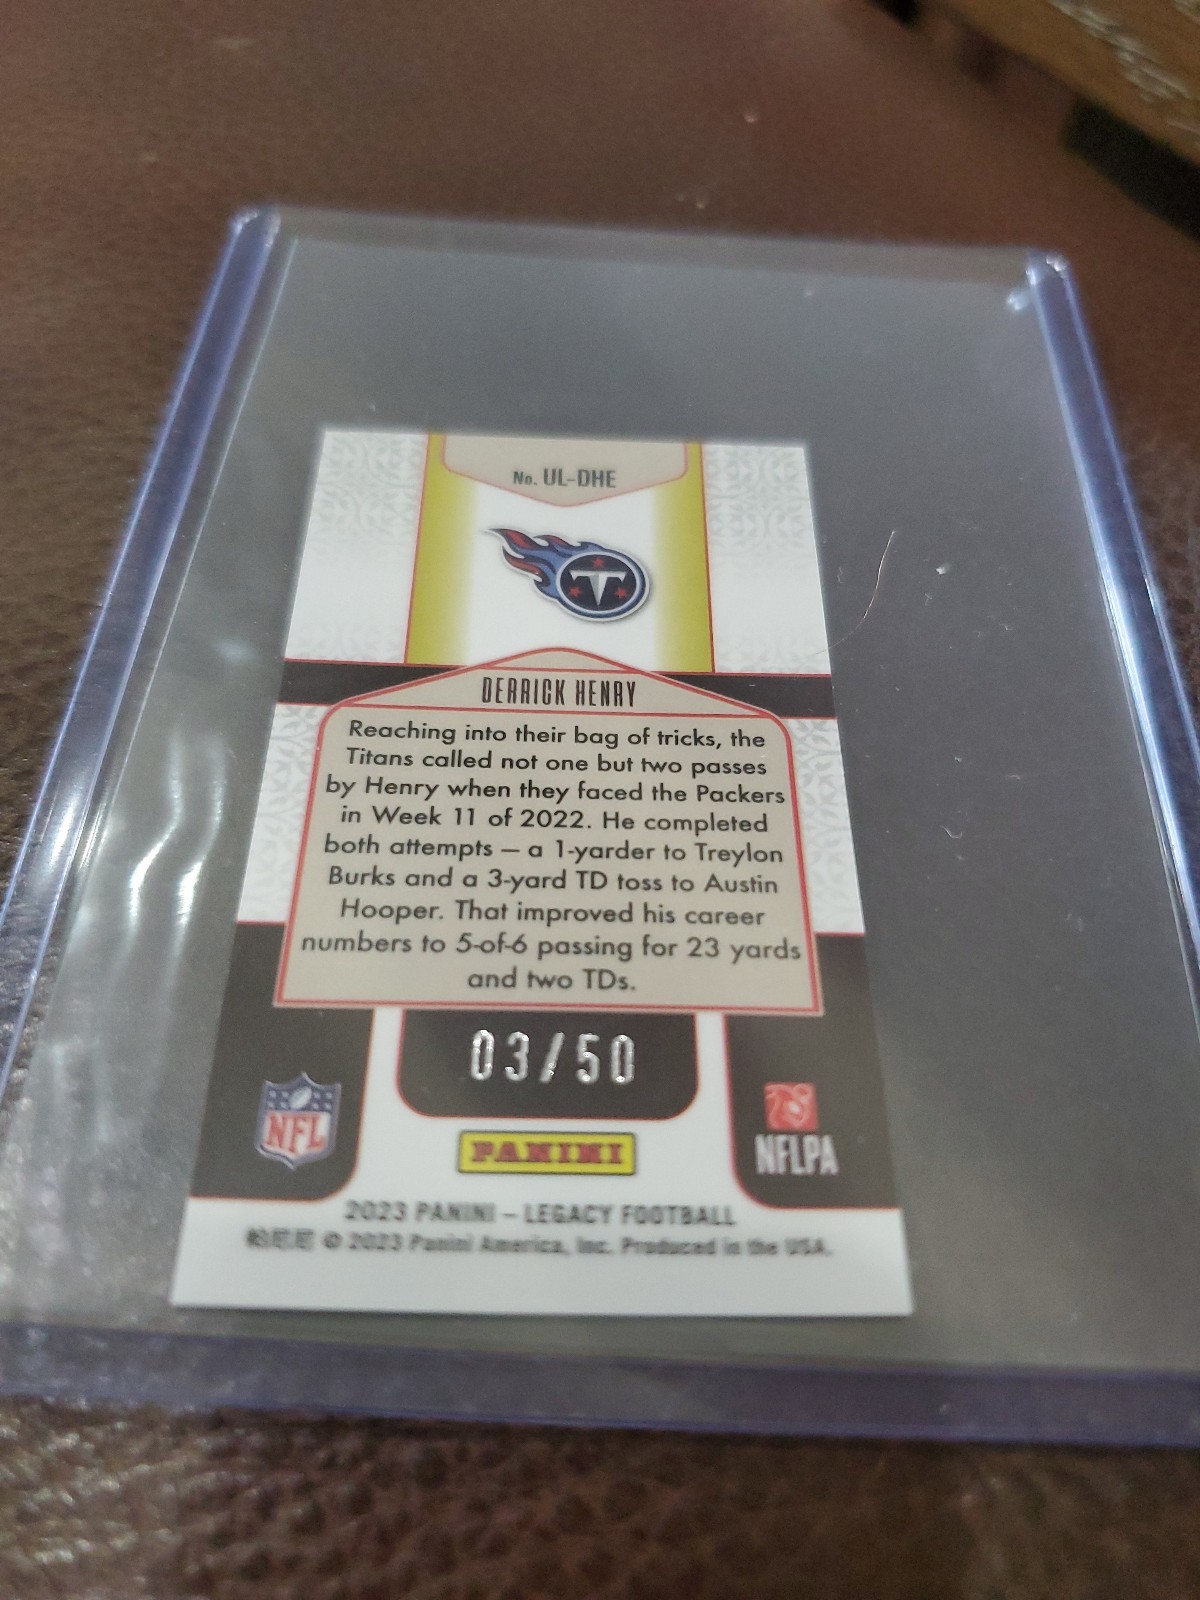 No. UL-DHE
T
DERRICK HENRY
Reaching into their bag of tricks, the
Titans called not one but two passes
by Henry when they faced the Packers
in Week 11 of 2022. He completed
both attempts — a 1-yarder to Treylon
Burks and a 3-yard TD toss to Austin
Hooper. That improved his career
numbers to 5-of-6 passing for 23 yards
and two TDs.
03/50
NFL
PANINI
NFLPA
2023 PANINI – LEGACY FOOTBALL
帕尼尼 © 2023 Panini America, Inc. Produced in the USA.